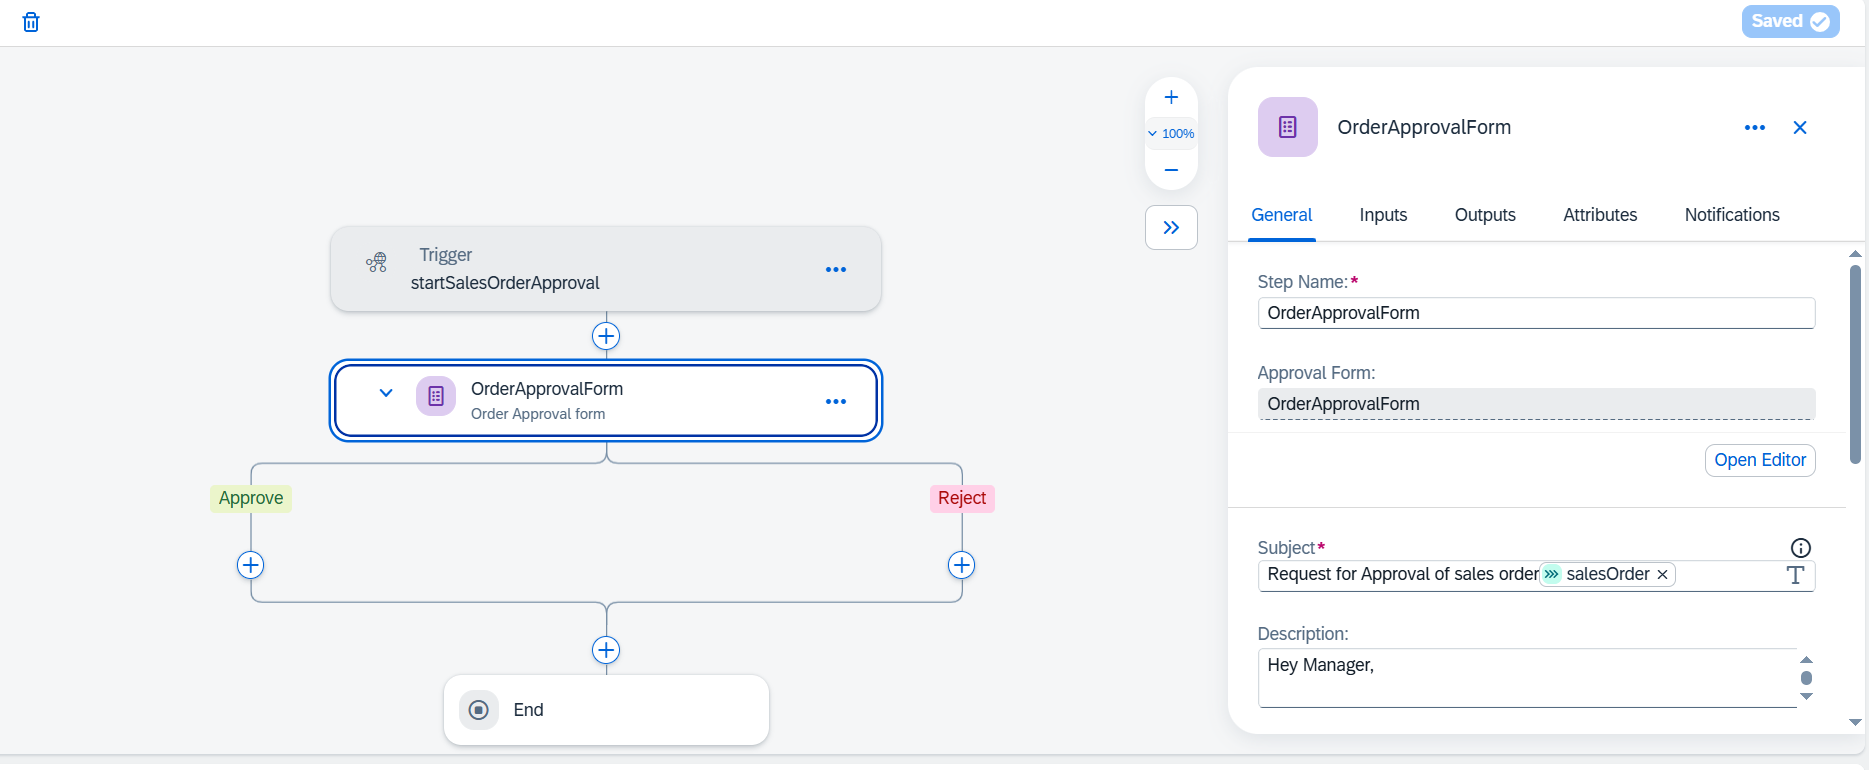 Saved
100%
Trigger
startSalesOrderApproval
OrderApprovalForm
Order Approval form
Approve
Reject
End
OrderApprovalForm
General Inputs Outputs Attributes Notifications
Step Name:*
OrderApprovalForm
Approval Form:
OrderApprovalForm
Open Editor
Subject*
Request for Approval of sales order salesOrder
Description:
Hey Manager,